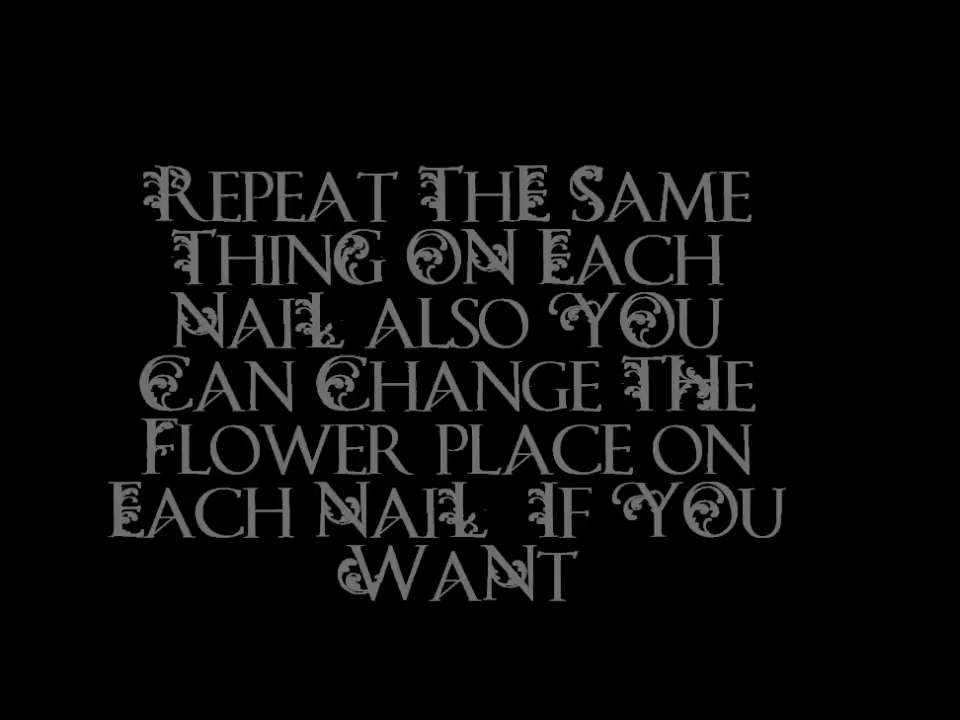 Repeat The Same
Thing On Each
Nail also You
Can Change The
Flower place on
Each Nail If You
Want